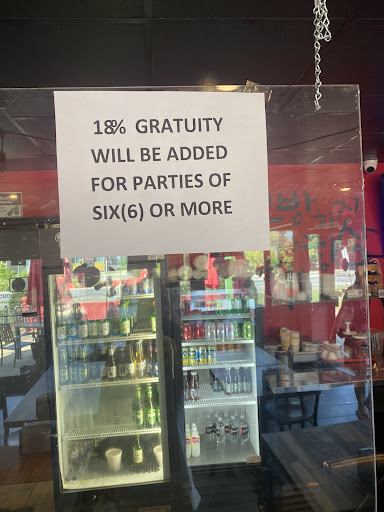 18% GRATUITY
WILL BE ADDED
FOR PARTIES OF
SIX(6) OR MORE